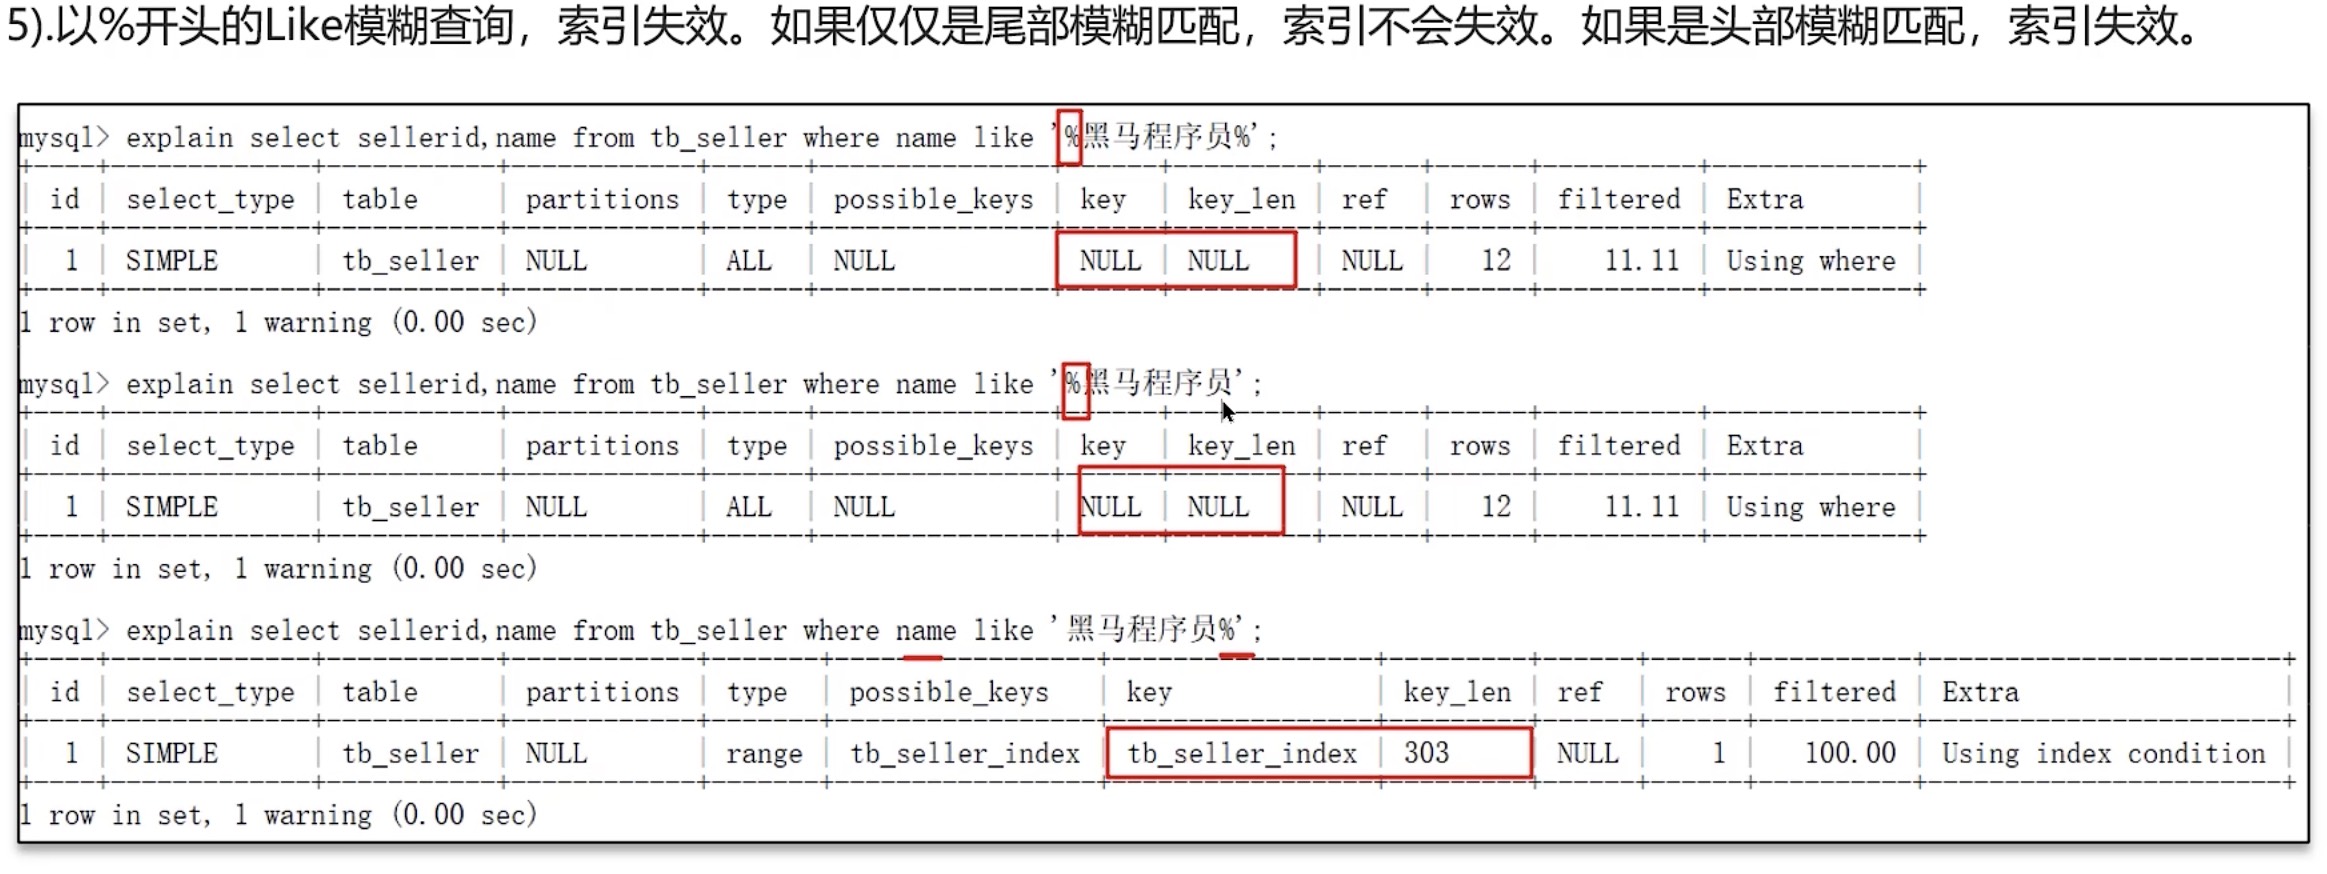 5).以%开头的Like模糊查询，索引失效。如果仅仅是尾部模糊匹配，索引不会失效。如果是头部模糊匹配，索引失效。
mysql> explain select sellerid,name from tb_seller where name like '%黑马程序员%';
| id | select_type | table | partitions | type | possible_keys | key | key_len | ref | rows | filtered | Extra |
| 1 | SIMPLE | tb_seller | NULL | ALL | NULL | NULL | NULL | NULL | 12 | 11.11 | Using where |
1 row in set, 1 warning (0.00 sec)
mysql> explain select sellerid,name from tb_seller where name like '%黑马程序员';
| id | select_type | table | partitions | type | possible_keys | key | key_len | ref | rows | filtered | Extra |
| 1 | SIMPLE | tb_seller | NULL | ALL | NULL | NULL | NULL | NULL | 12 | 11.11 | Using where |
1 row in set, 1 warning (0.00 sec)
mysql> explain select sellerid,name from tb_seller where name like '黑马程序员%';
| id | select_type | table | partitions | type | possible_keys | key | key_len | ref | rows | filtered | Extra |
| 1 | SIMPLE | tb_seller | NULL | range | tb_seller_index | tb_seller_index | 303 | NULL | 1 | 100.00 | Using index condition |
1 row in set, 1 warning (0.00 sec)